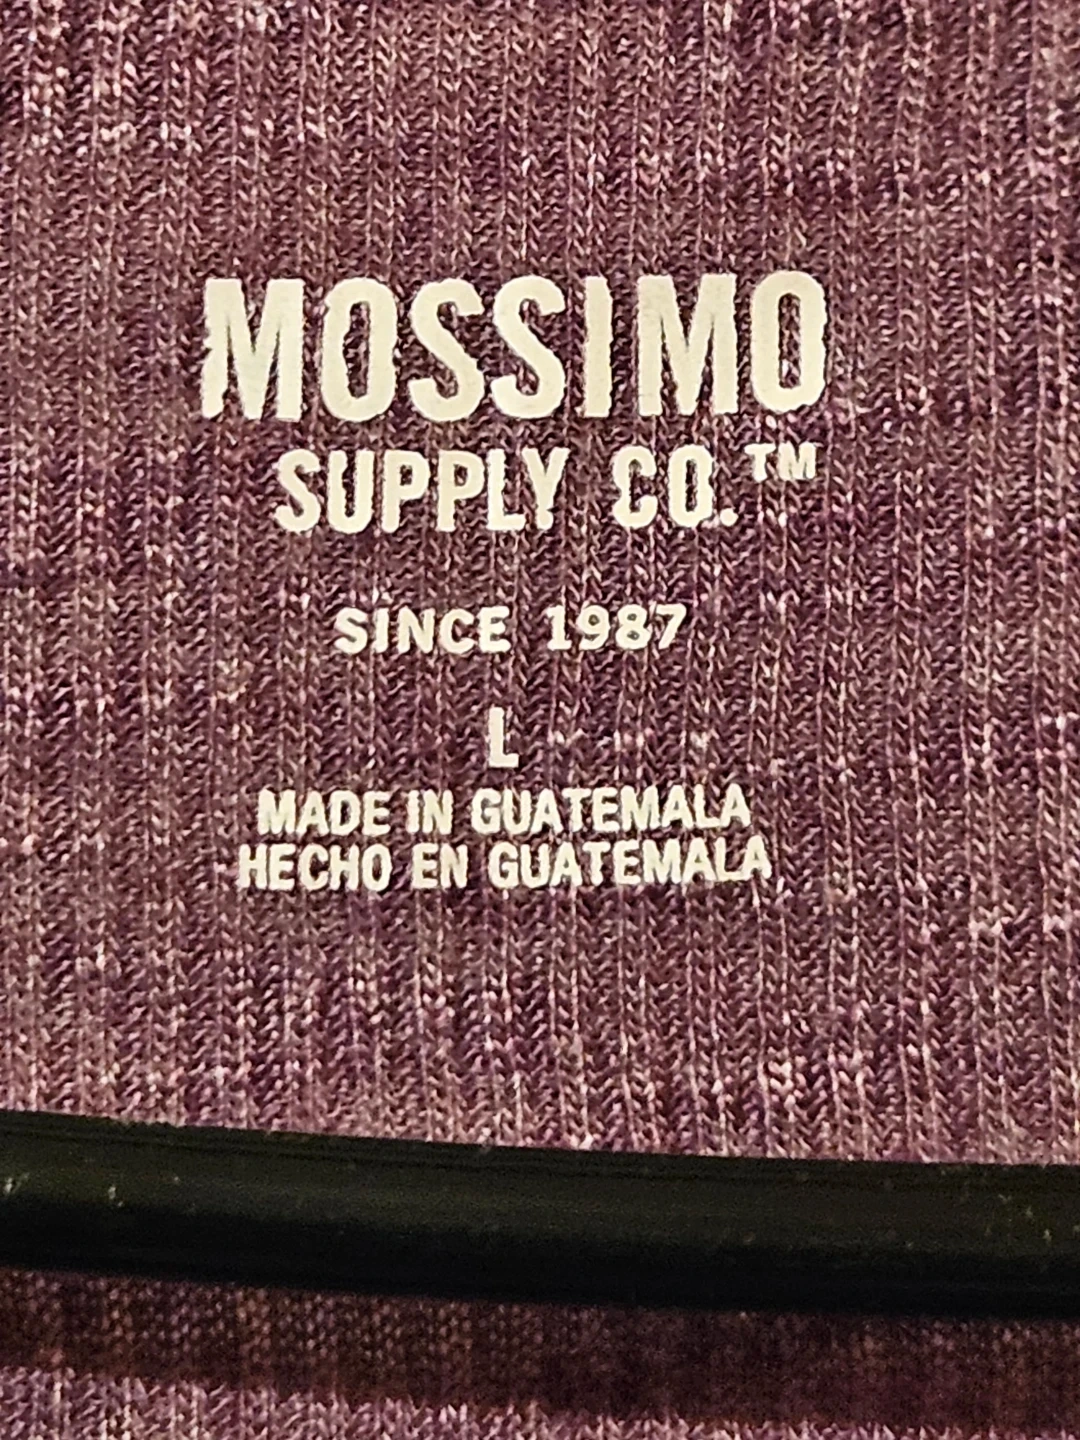 MOSSIMO
SUPPLY CO.™
SINCE 1987
L
MADE IN GUATEMALA
HECHO EN GUATEMALA